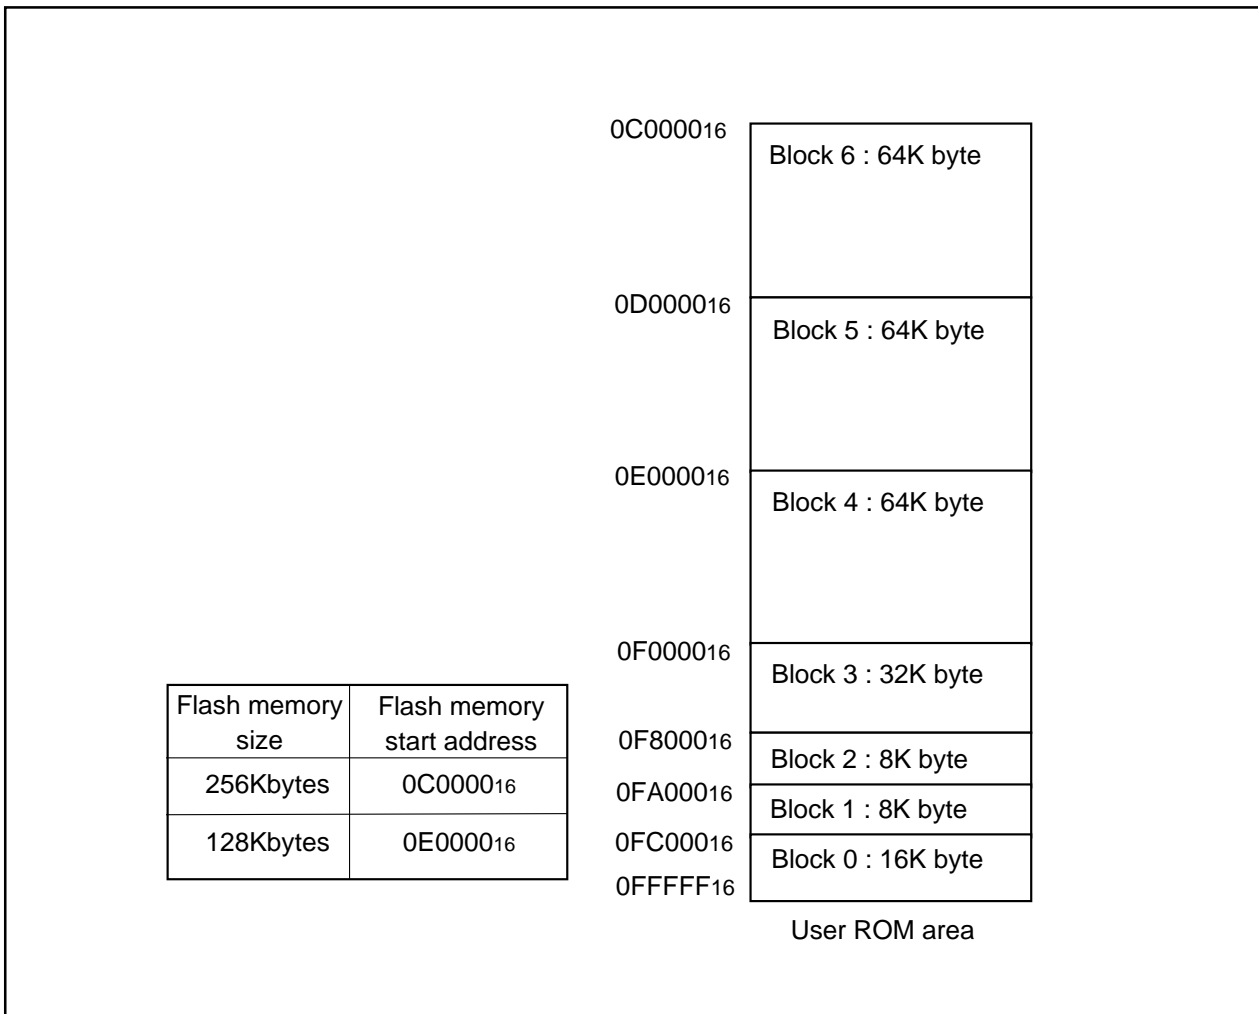 0C000016
Block 6 : 64K byte
0D000016
Block 5 : 64K byte
0E000016
Block 4 : 64K byte
0F000016
Block 3 : 32K byte
0F800016
Block 2 : 8K byte
0FA00016
Block 1 : 8K byte
0FC00016
Block 0 : 16K byte
0FFFFF16
User ROM area
Flash memory size
Flash memory start address
256Kbytes
0C000016
128Kbytes
0E000016